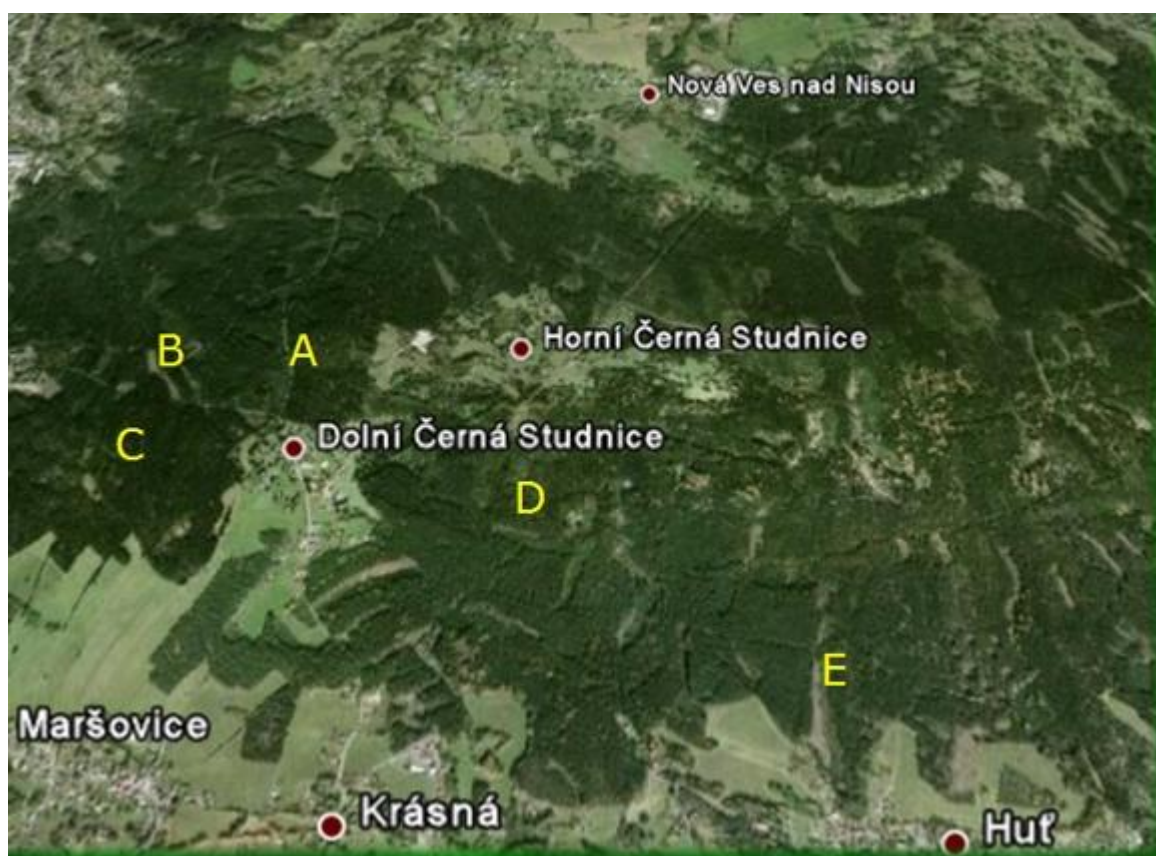 Nová Ves nad Nisou
Horní Černá Studnice
B
A
Dolní Černá Studnice
C
D
E
Maršovice
Krásná
Huť